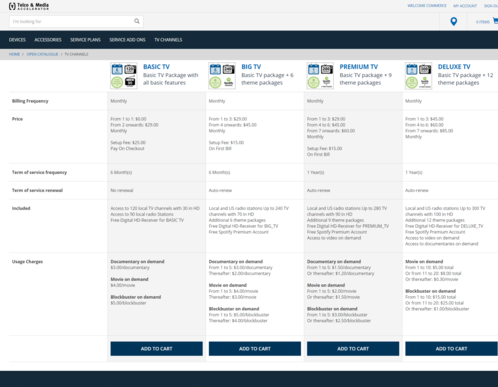 Telco & Media
ACCELERATOR
WELCOME COMMERCE MY ACCOUNT SIGN OU
I'm looking for
0 ITEMS
DEVICES ACCESSORIES SERVICE PLANS SERVICE ADD ONS TV CHANNELS
HOME / OPEN CATALOGUE / TV CHANNELS
BASIC TV
Basic TV Package with
all basic features
BIG TV
Basic TV package + 6
theme packages
PREMIUM TV
Basic TV package + 9
theme packages
DELUXE TV
Basic TV package + 12
theme packages
Billing Frequency
Monthly
Monthly
Monthly
Monthly
Price
From 1 to 1: $0.00
From 2 onwards: $29.00
Monthly
Setup Fee: $25.00
Pay On Checkout
From 1 to 3: $29.00
From 4 onwards: $45.00
Monthly
Setup Fee: $15.00
On First Bill
From 1 to 3: $29.00
From 4 to 6: $45.00
From 7 onwards: $60.00
Monthly
Setup Fee: $15.00
On First Bill
From 1 to 3: $45.00
From 4 to 6: $60.00
From 7 onwards: $85.00
Monthly
Term of service frequency
6 Month(s)
6 Month(s)
1 Year(s)
1 Year(s)
Term of service renewal
No renewal
Auto-renew
Auto-renew
Auto-renew
Included
Access to 120 local TV channels with 30 in HD
Access to 90 local radio Stations
Free Digital HD-Receiver for BASIC TV
Local and US radio stations Up to 240 TV
channels with 70 in HD
Additional 6 theme packages
Free Digital HD-Receiver for BIG_TV
Free Spotify Premium Account
Local and US radio stations Up to 280 TV
channels with 90 in HD
Additional 9 theme packages
Free Digital HD-Receiver for PREMIUM_TV
Free Spotify Premium Account
Access to video on demand
Local and US radio stations Up to 300 TV
channels with 100 in HD
Additional 12 theme packages
Free Digital HD-Receiver for DELUXE_TV
Free Spotify Premium Account
Access to video on demand
Access to documentaries on demand
Usage Charges
Documentary on demand
$3.00/documentary
Movie on demand
$4.00/movie
Blockbuster on demand
$5.00/blockbuster
Documentary on demand
From 1 to 5: $3.00/documentary
Thereafter: $2.00/documentary
Movie on demand
From 1 to 5: $4.00/movie
Thereafter: $3.00/movie
Blockbuster on demand
From 1 to 5: $5.00/blockbuster
Thereafter: $4.00/blockbuster
Documentary on demand
From 1 to 5: $1.50/documentary
Or thereafter: $1.20/documentary
Movie on demand
From 1 to 5: $2.00/movie
Or thereafter: $1.50/movie
Blockbuster on demand
From 1 to 5: $3.00/blockbuster
Or thereafter: $2.50/blockbuster
Movie on demand
From 1 to 10: $5.00 total
or from 11 to 20: $8.00 total
Or thereafter: $0.30/movie
Blockbuster on demand
From 1 to 10: $15.00 total
or from 11 to 20: $25.00 total
Or thereafter: $1.00/blockbuster
ADD TO CART
ADD TO CART
ADD TO CART
ADD TO CART